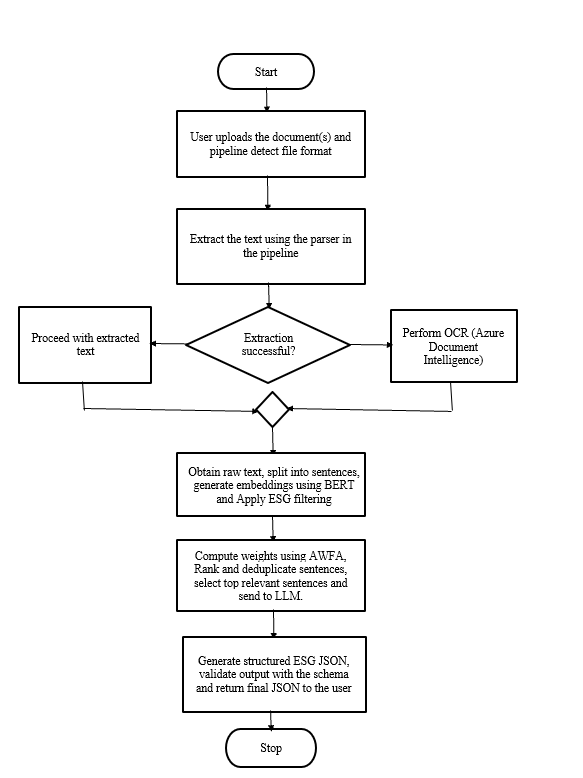 Start
User uploads the document(s) and
pipeline detect file format
Extract the text using the parser in
the pipeline
Proceed with extracted
text
Extraction
successful?
Perform OCR (Azure
Document
Intelligence)
Obtain raw text, split into sentences,
generate embeddings using BERT
and Apply ESG filtering
Compute weights using AWFA,
Rank and deduplicate sentences,
select top relevant sentences and
send to LLM.
Generate structured ESG JSON,
validate output with the schema
and return final JSON to the user
Stop